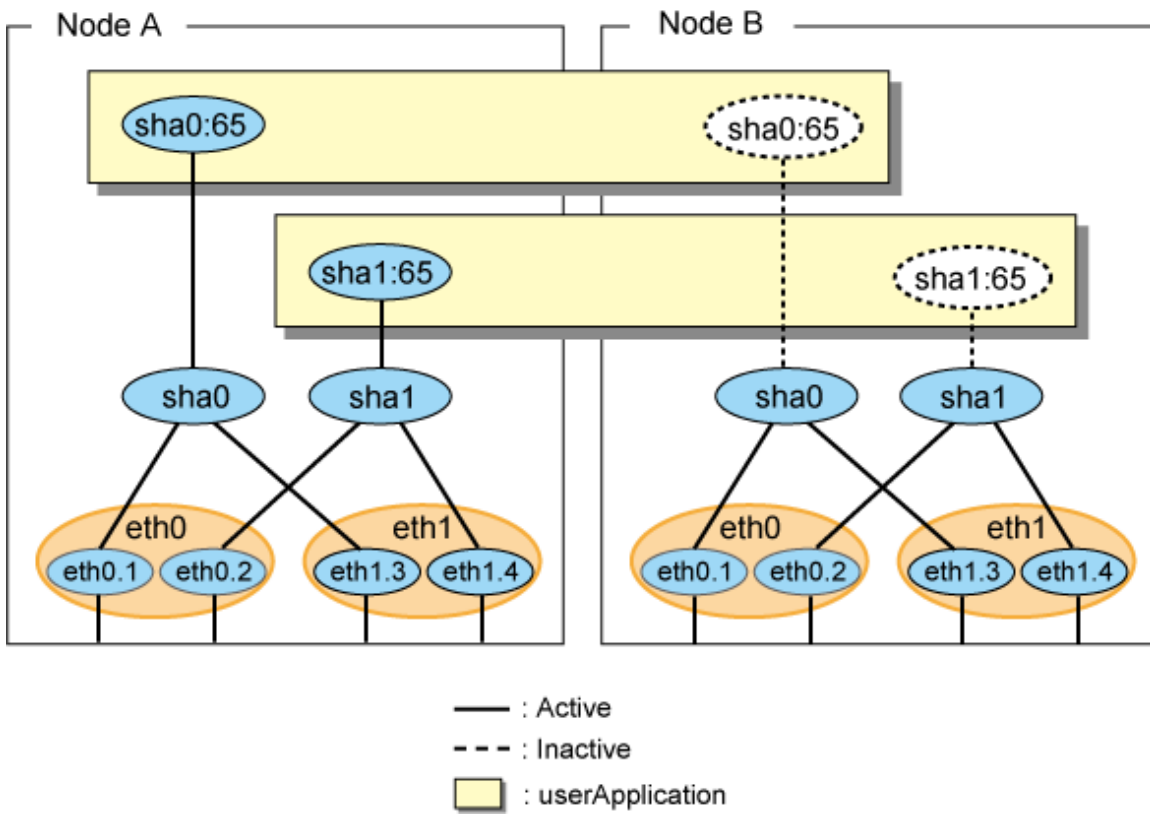 Node A
Node B
sha0:65
sha0:65
sha1:65
sha1:65
sha0
sha1
sha0
sha1
eth0
eth1
eth0
eth1
eth0.1
eth0.2
eth1.3
eth1.4
eth0.1
eth0.2
eth1.3
eth1.4
: Active
: Inactive
: userApplication